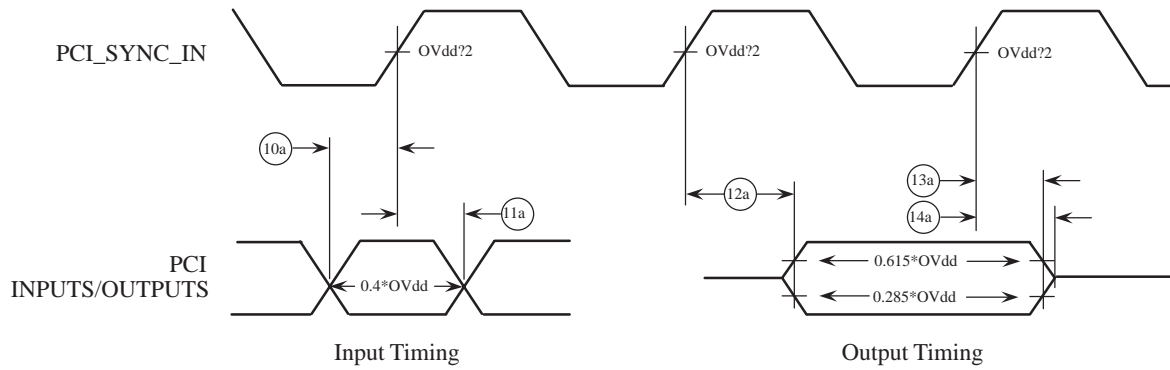 PCI_SYNC_IN
OVdd?2
OVdd?2
OVdd?2
10a
11a
12a
13a
14a
PCI
INPUTS/OUTPUTS
0.4*OVdd
0.615*OVdd
0.285*OVdd
Input Timing
Output Timing